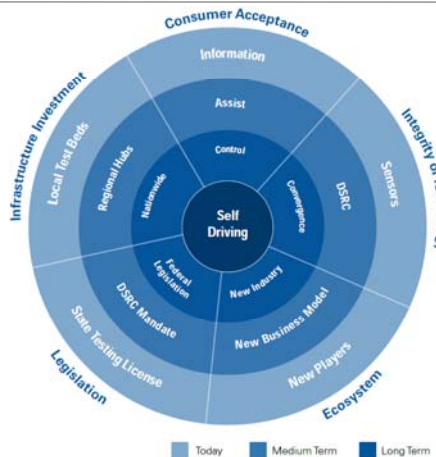 Consumer Acceptance
Information
Assist
Control
Infrastructure Investment
Local Test Beds
Regional Hubs
Nationwide
Integrity of
Sensors
DSRC
Convergence
Self
Driving
Legislation
State Testing License
DSRC Mandate
Federal
Legislation
Ecosystem
New Players
New Business Model
New Industry
Today
Medium Term
Long Term